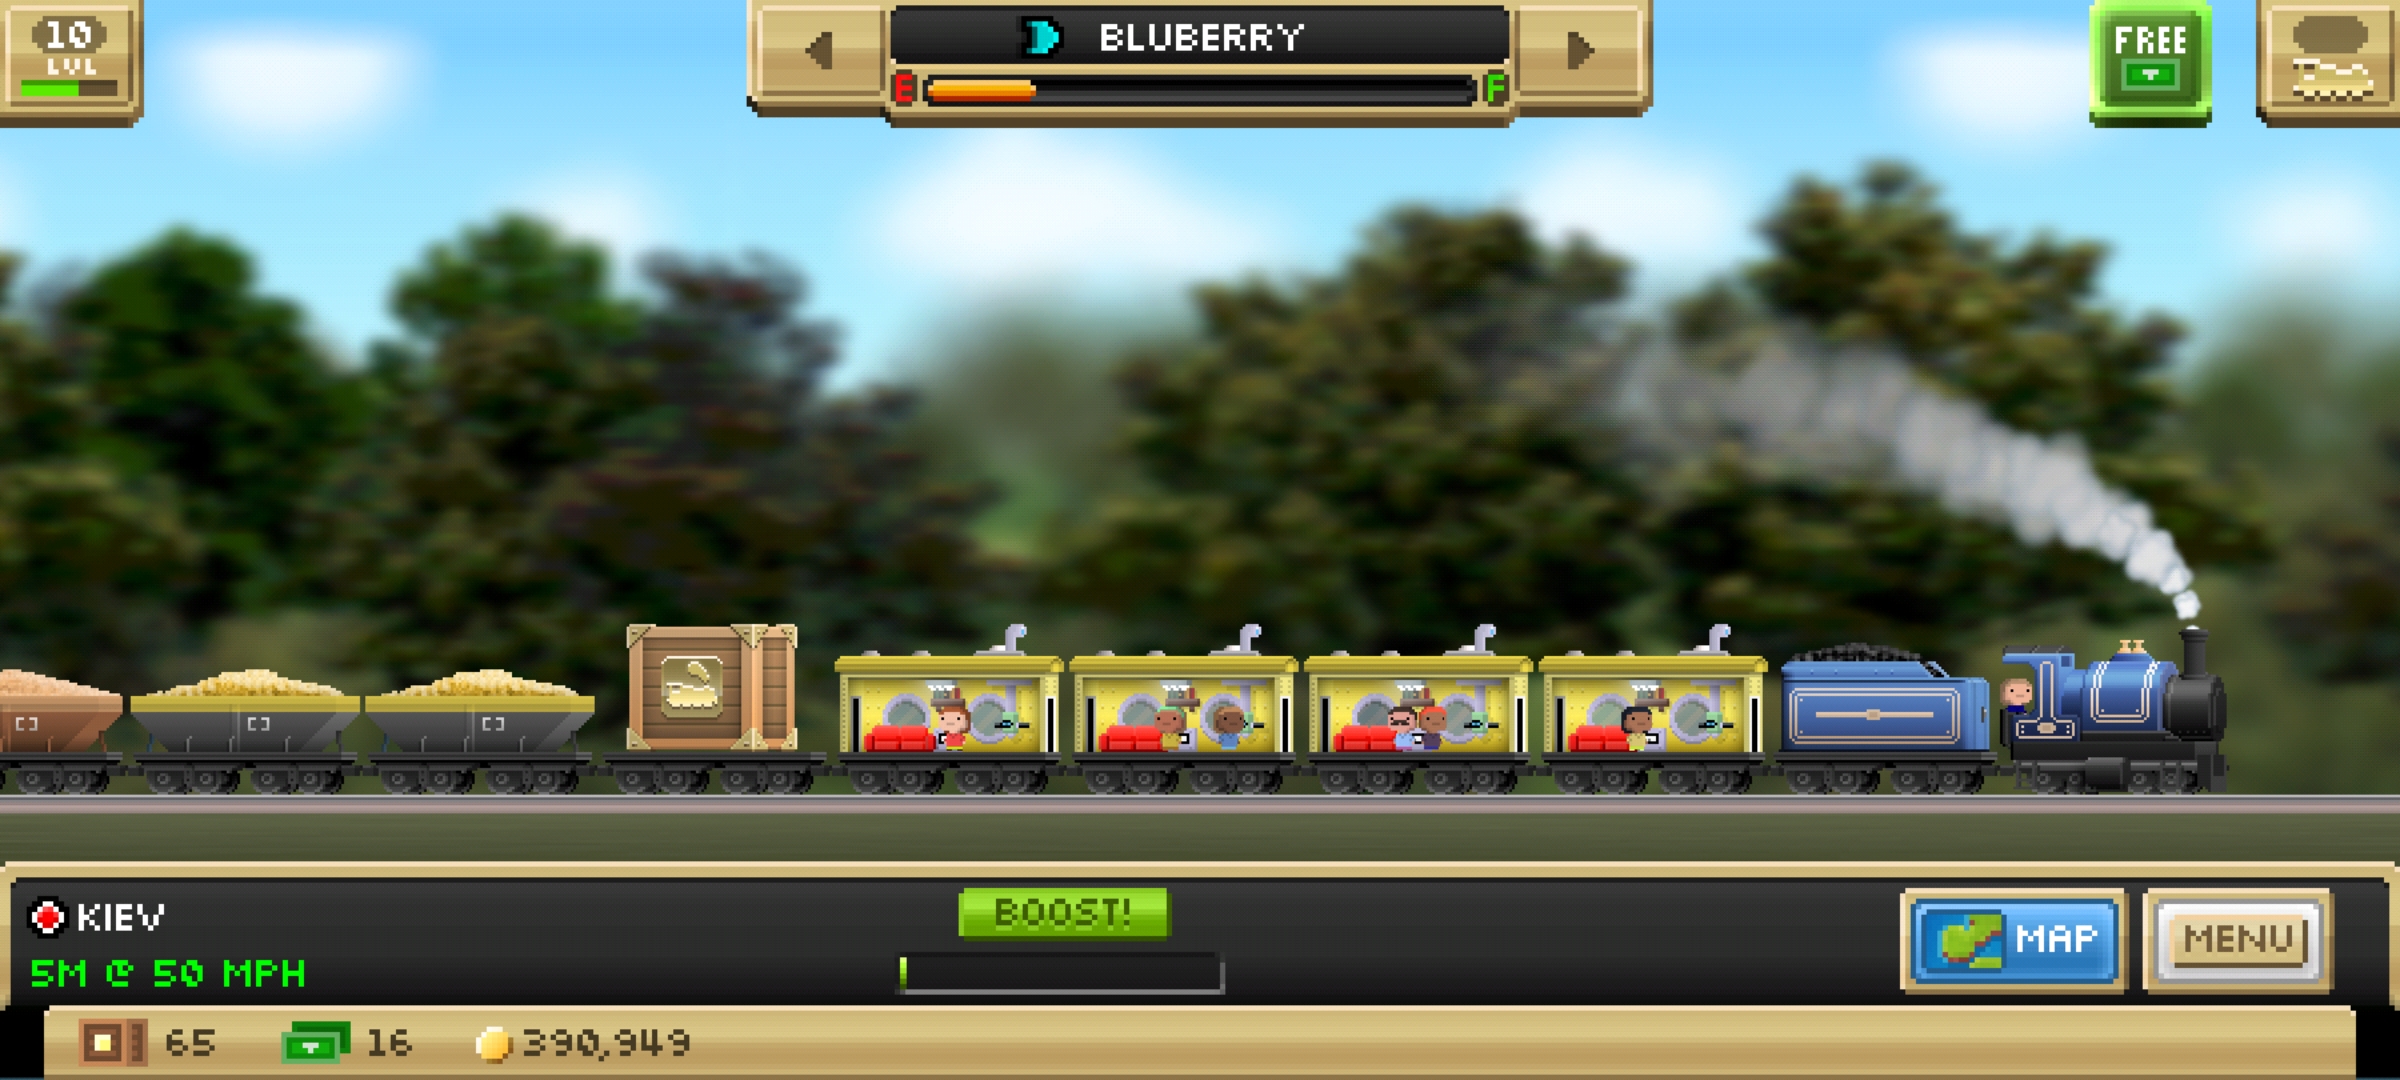 10
LVL
BLUBERRY
E F
FREE
KIEV
5M @ 50 MPH
BOOST!
MAP
MENU
65 16 390,949